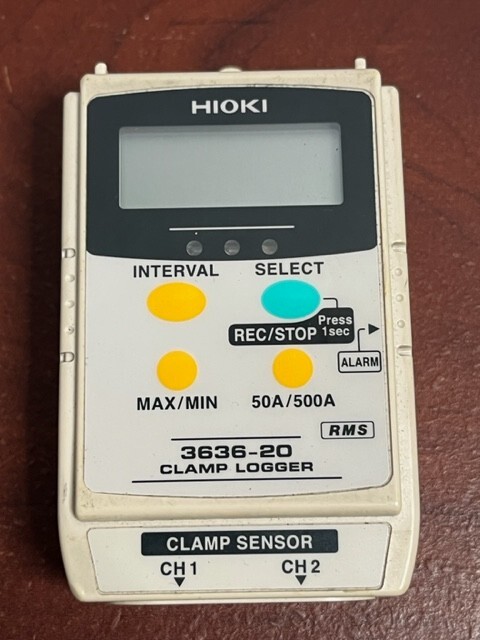 HIOKI
INTERVAL SELECT
REC/STOP Press 1sec
ALARM
MAX/MIN 50A/500A
RMS
3636-20
CLAMP LOGGER
CLAMP SENSOR
CH1 CH2